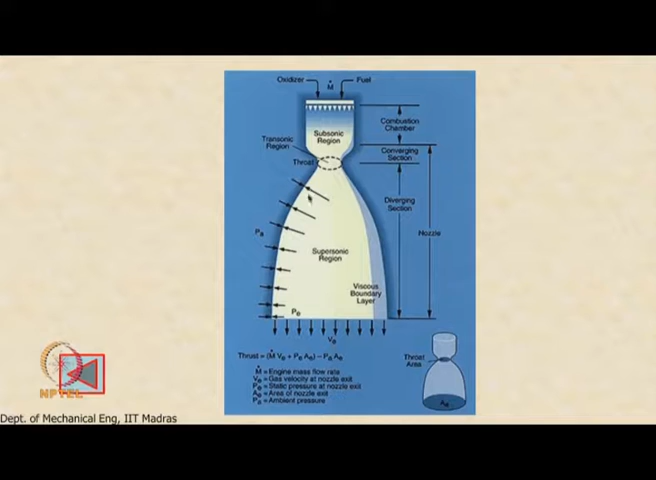 Oxidizer
Fuel
Ṁ
Combustion
Chamber
Subsonic
Region
Transonic
Region
Converging
Section
Throat
Diverging
Section
Pa
Nozzle
Supersonic
Region
Viscous
Boundary
Layer
Pe
Ve
Thrust = (Ṁ Ve + Pe Ae) – Pa Ae
Throat
Area
Ae
Ṁ = Engine mass flow rate
Ve = Gas velocity at nozzle exit
Pe = Static pressure at nozzle exit
Ae = Area of nozzle exit
Pa = Ambient pressure
NPTEL
Dept. of Mechanical Eng, IIT Madras